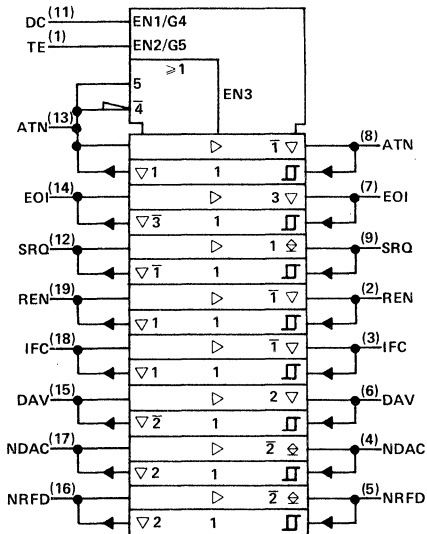 DC (11) EN1/G4
TE (1) EN2/G5
≥1
5 EN3
4̅
ATN (13) ▷ 1̅ ▽ (8) ATN
▽1 1
EOI (14) ▷ 3 ▽ (7) EOI
▽3̅ 1
SRQ (12) ▷ 1 (9) SRQ
▽1̅ 1
REN (19) ▷ 1̅ ▽ (2) REN
▽1 1
IFC (18) ▷ 1̅ ▽ (3) IFC
▽1 1
DAV (15) ▷ 2 ▽ (6) DAV
▽2̅ 1
NDAC (17) ▷ 2̅ (4) NDAC
▽2 1
NRFD (16) ▷ 2̅ (5) NRFD
▽2 1